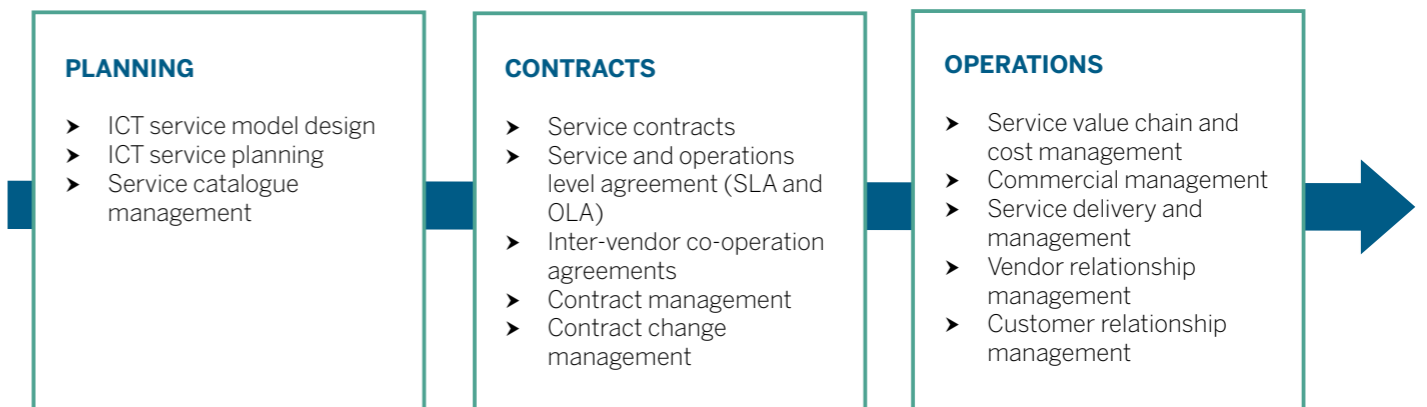 PLANNING
➤ ICT service model design
➤ ICT service planning
➤ Service catalogue
management
CONTRACTS
➤ Service contracts
➤ Service and operations
level agreement (SLA and
OLA)
➤ Inter-vendor co-operation
agreements
➤ Contract management
➤ Contract change
management
OPERATIONS
➤ Service value chain and
cost management
➤ Commercial management
➤ Service delivery and
management
➤ Vendor relationship
management
➤ Customer relationship
management